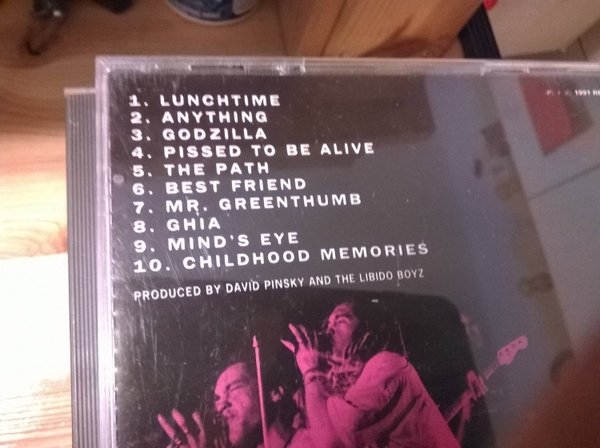 1. LUNCHTIME
2. ANYTHING
3. GODZILLA
4. PISSED TO BE ALIVE
5. THE PATH
6. BEST FRIEND
7. MR. GREENTHUMB
8. GHIA
9. MIND'S EYE
10. CHILDHOOD MEMORIES
PRODUCED BY DAVID PINSKY AND THE LIBIDO BOYZ
1991